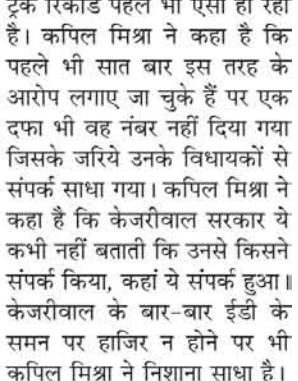 ट्रैक रिकॉर्ड पहले भी ऐसा ही रहा
है। कपिल मिश्रा ने कहा है कि
पहले भी सात बार इस तरह के
आरोप लगाए जा चुके हैं पर एक
दफा भी वह नंबर नहीं दिया गया
जिसके जरिये उनके विधायकों से
संपर्क साधा गया। कपिल मिश्रा ने
कहा है कि केजरीवाल सरकार ये
कभी नहीं बताती कि उनसे किसने
संपर्क किया, कहां ये संपर्क हुआ॥
केजरीवाल के बार-बार ईडी के
समन पर हाजिर न होने पर भी
कपिल मिश्रा ने निशाना साधा है।